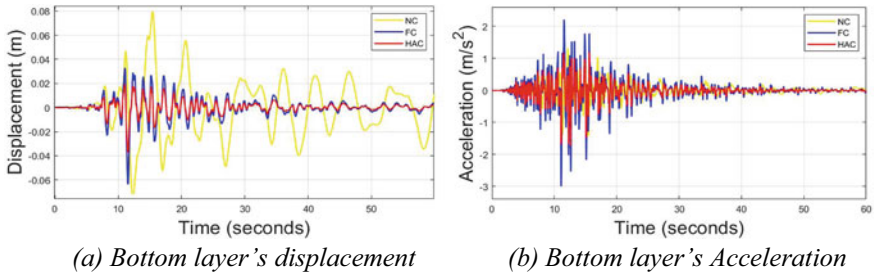 NC
FC
HAC
0.08
0.06
0.04
0.02
0
-0.02
-0.04
-0.06
Displacement (m)
0 10 20 30 40 50
Time (seconds)
(a) Bottom layer's displacement
NC
FC
HAC
2
1
0
-1
-2
-3
Acceleration (m/s²)
0 10 20 30 40 50 60
Time (seconds)
(b) Bottom layer's Acceleration